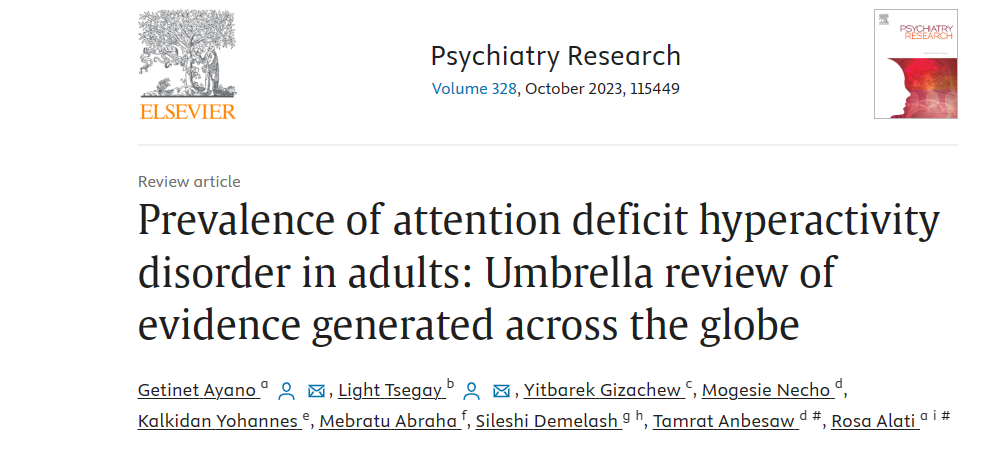 ELSEVIER
Psychiatry Research
Volume 328, October 2023, 115449
PSYCHIATRY
RESEARCH
Review article
Prevalence of attention deficit hyperactivity
disorder in adults: Umbrella review of
evidence generated across the globe
Getinet Ayano a, Light Tsegay b, Yitbarek Gizachew c, Mogesie Necho d,
Kalkidan Yohannes e, Mebratu Abraha f, Sileshi Demelash g h, Tamrat Anbesaw d #, Rosa Alati a i #